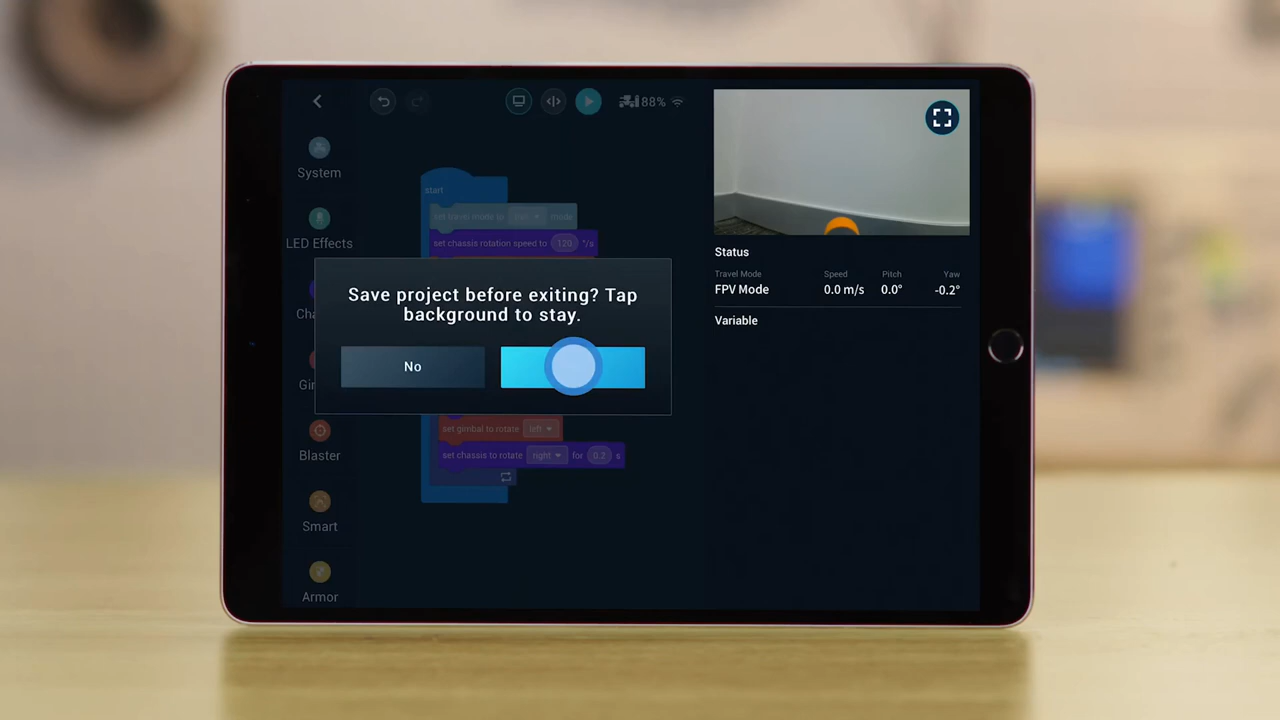 88%
System
LED Effects
Blaster
Smart
Armor
start
mode
set chassis rotation speed to 120 °/s
Save project before exiting? Tap
background to stay.
No
set gimbal to rotate left
set chassis to rotate right for 0.2 s
Status
Travel Mode Speed Pitch Yaw
FPV Mode 0.0 m/s 0.0° -0.2°
Variable